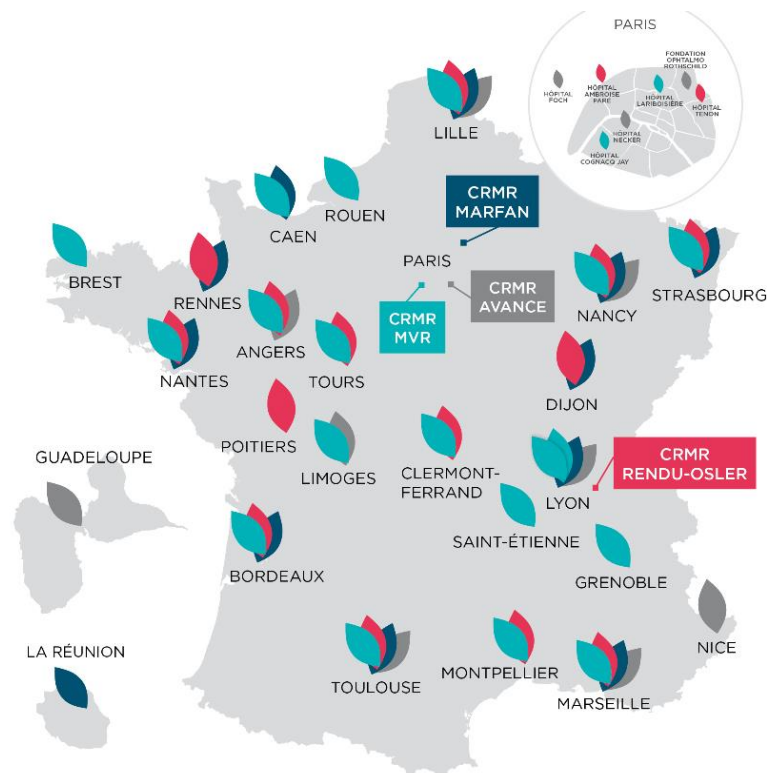 PARIS
FONDATION
OPHTALMO
ROTHSCHILD
HÔPITAL
FOCH
HÔPITAL
AMBROISE
PARÉ
HÔPITAL
LARIBOISIÈRE
HÔPITAL
TENON
HÔPITAL
NECKER
HÔPITAL
COGNACQ JAY
LILLE
ROUEN
CAEN
CRMR
MARFAN
BREST
RENNES
PARIS
NANCY
STRASBOURG
CRMR
AVANCE
CRMR
MVR
ANGERS
NANTES
TOURS
DIJON
POITIERS
LIMOGES
CLERMONT-
FERRAND
CRMR
RENDU-OSLER
LYON
GUADELOUPE
SAINT-ÉTIENNE
BORDEAUX
GRENOBLE
NICE
LA RÉUNION
TOULOUSE
MONTPELLIER
MARSEILLE